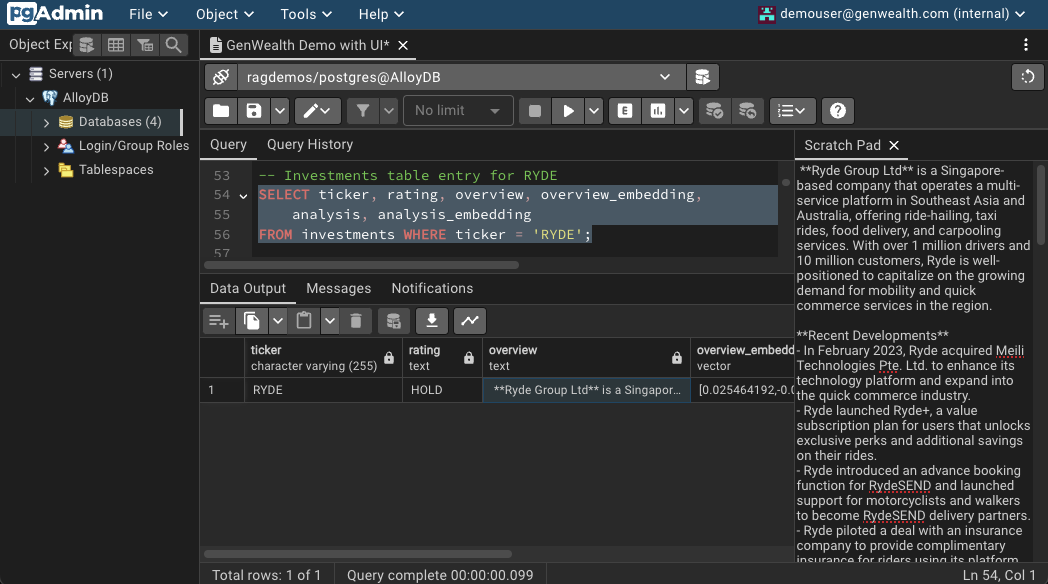 pgAdmin File Object Tools Help demouser@genwealth.com (internal)
Object Exp
GenWealth Demo with UI*
Servers (1)
AlloyDB
Databases (4)
Login/Group Roles
Tablespaces
ragdemos/postgres@AlloyDB
No limit
E
Query Query History
53 -- Investments table entry for RYDE
54 SELECT ticker, rating, overview, overview_embedding,
55 analysis, analysis_embedding
56 FROM investments WHERE ticker = 'RYDE';
57
Data Output Messages Notifications
ticker rating overview overview_embedd
character varying (255) text text vector
1 RYDE HOLD **Ryde Group Ltd** is a Singapor... [0.025464192,-0.0
Total rows: 1 of 1 Query complete 00:00:00.099 Ln 54, Col 1
Scratch Pad
**Ryde Group Ltd** is a Singapore-
based company that operates a multi-
service platform in Southeast Asia and
Australia, offering ride-hailing, taxi
rides, food delivery, and carpooling
services. With over 1 million drivers and
10 million customers, Ryde is well-
positioned to capitalize on the growing
demand for mobility and quick
commerce services in the region.
**Recent Developments**
- In February 2023, Ryde acquired Meili
Technologies Pte. Ltd. to enhance its
technology platform and expand into
the quick commerce industry.
- Ryde launched Ryde+, a value
subscription plan for users that unlocks
exclusive perks and additional savings
on their rides.
- Ryde introduced an advance booking
function for RydeSEND and launched
support for motorcyclists and walkers
to become RydeSEND delivery partners.
- Ryde piloted a deal with an insurance
company to provide complimentary
insurance for riders using its platform